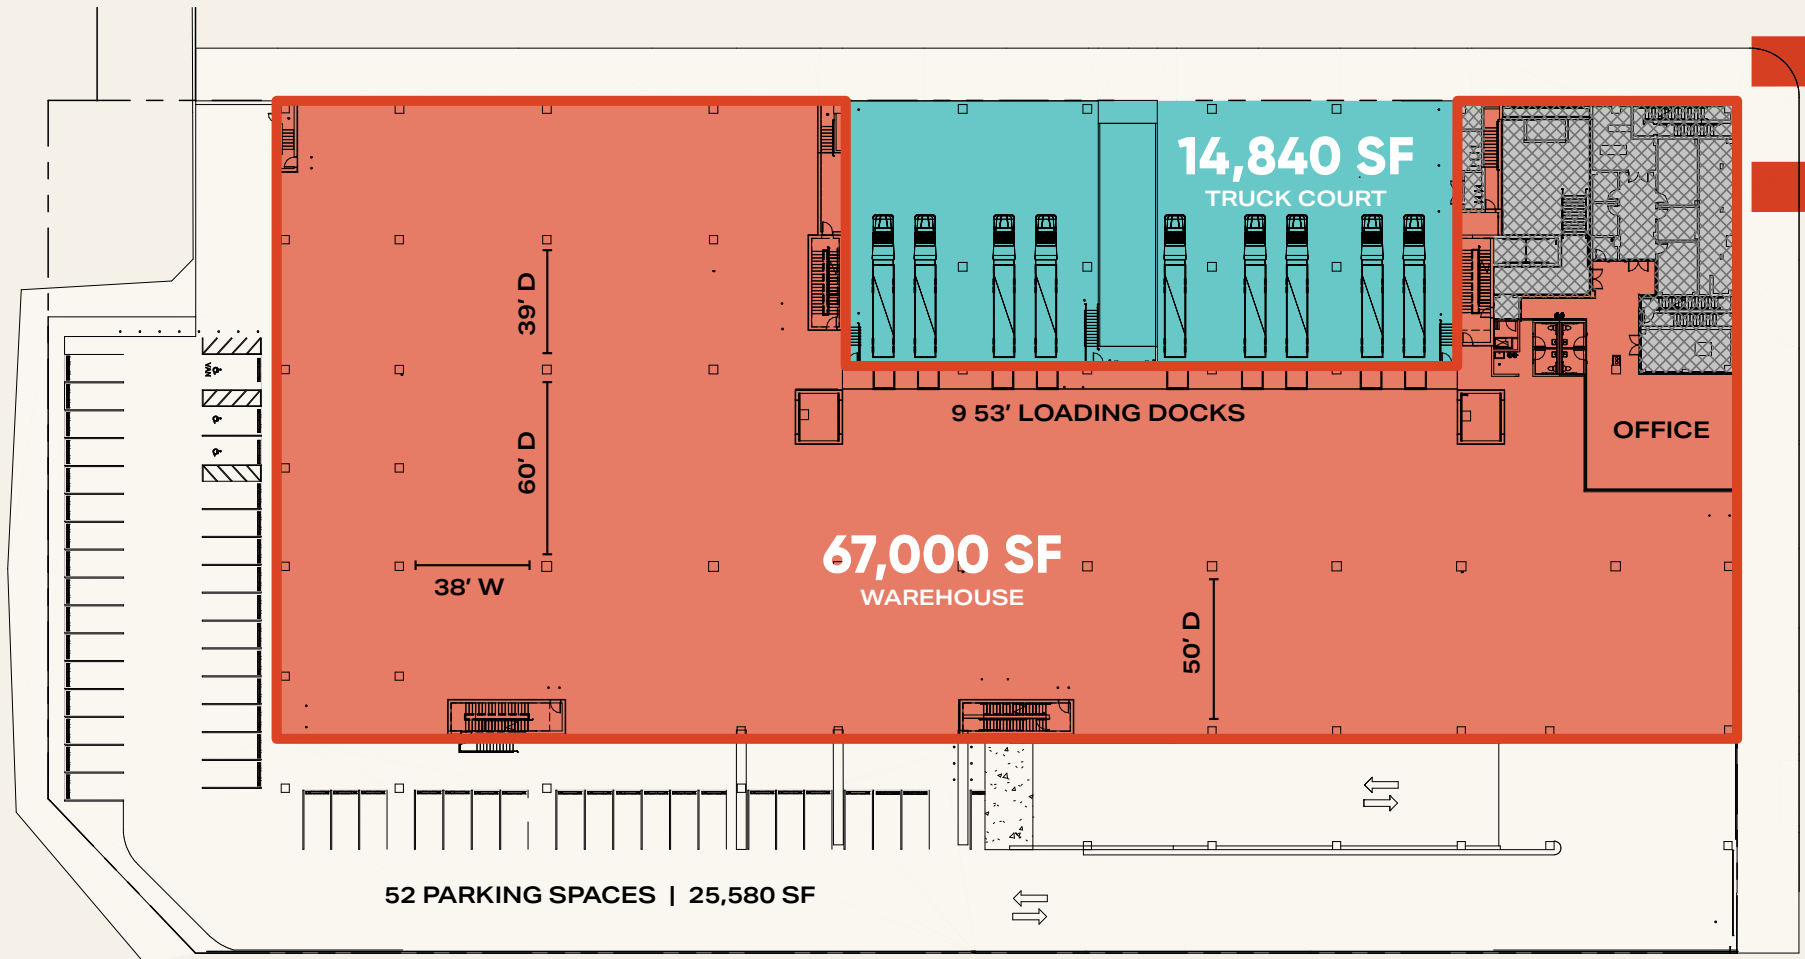 14,840 SF
TRUCK COURT
39′ D
VAN
9 53′ LOADING DOCKS
OFFICE
60′ D
67,000 SF
WAREHOUSE
38′ W
50′ D
52 PARKING SPACES | 25,580 SF